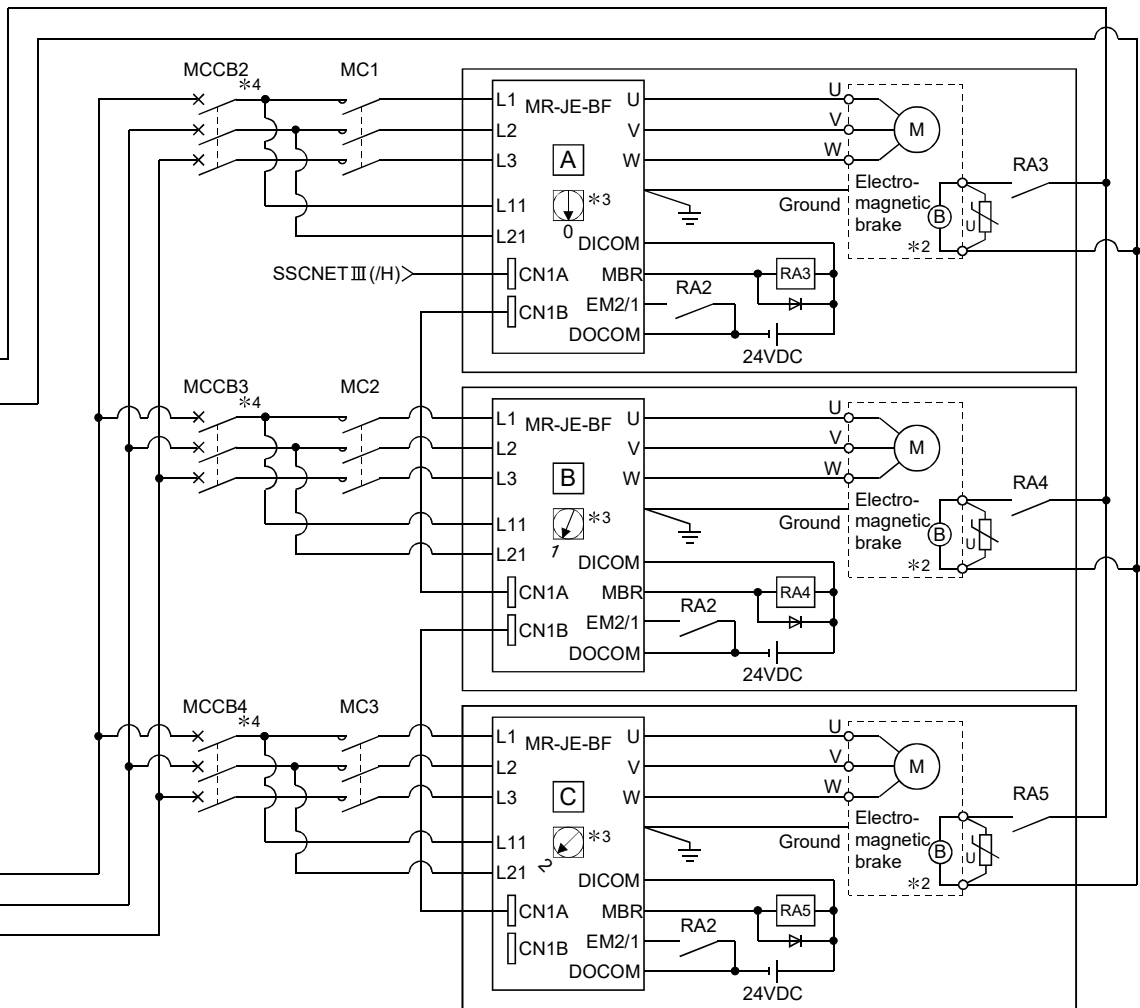 MCCB2
*4
MC1
L1
MR-JE-BF
U
L2
V
L3
W
A
*3
0
L11
L21
Ground
DICOM
SSCNET III (/H)
CN1A
MBR
RA3
CN1B
EM2/1
RA2
DOCOM
24VDC
U
V
W
M
Electro-
magnetic
brake
B
U
*2
RA3
MCCB3
*4
MC2
L1
MR-JE-BF
U
L2
V
L3
W
B
*3
1
L11
L21
Ground
DICOM
CN1A
MBR
RA4
CN1B
EM2/1
RA2
DOCOM
24VDC
U
V
W
M
Electro-
magnetic
brake
B
U
*2
RA4
MCCB4
*4
MC3
L1
MR-JE-BF
U
L2
V
L3
W
C
*3
2
L11
L21
Ground
DICOM
CN1A
MBR
RA5
CN1B
EM2/1
RA2
DOCOM
24VDC
U
V
W
M
Electro-
magnetic
brake
B
U
*2
RA5